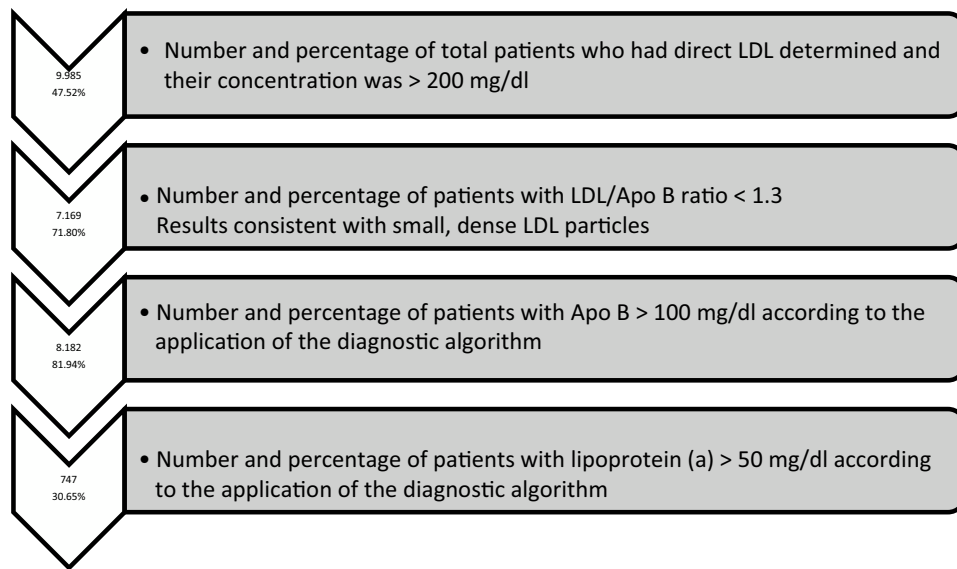 9.985
47.52%
• Number and percentage of total patients who had direct LDL determined and
their concentration was > 200 mg/dl
7.169
71.80%
• Number and percentage of patients with LDL/Apo B ratio < 1.3
Results consistent with small, dense LDL particles
8.182
81.94%
• Number and percentage of patients with Apo B > 100 mg/dl according to the
application of the diagnostic algorithm
747
30.65%
• Number and percentage of patients with lipoprotein (a) > 50 mg/dl according
to the application of the diagnostic algorithm